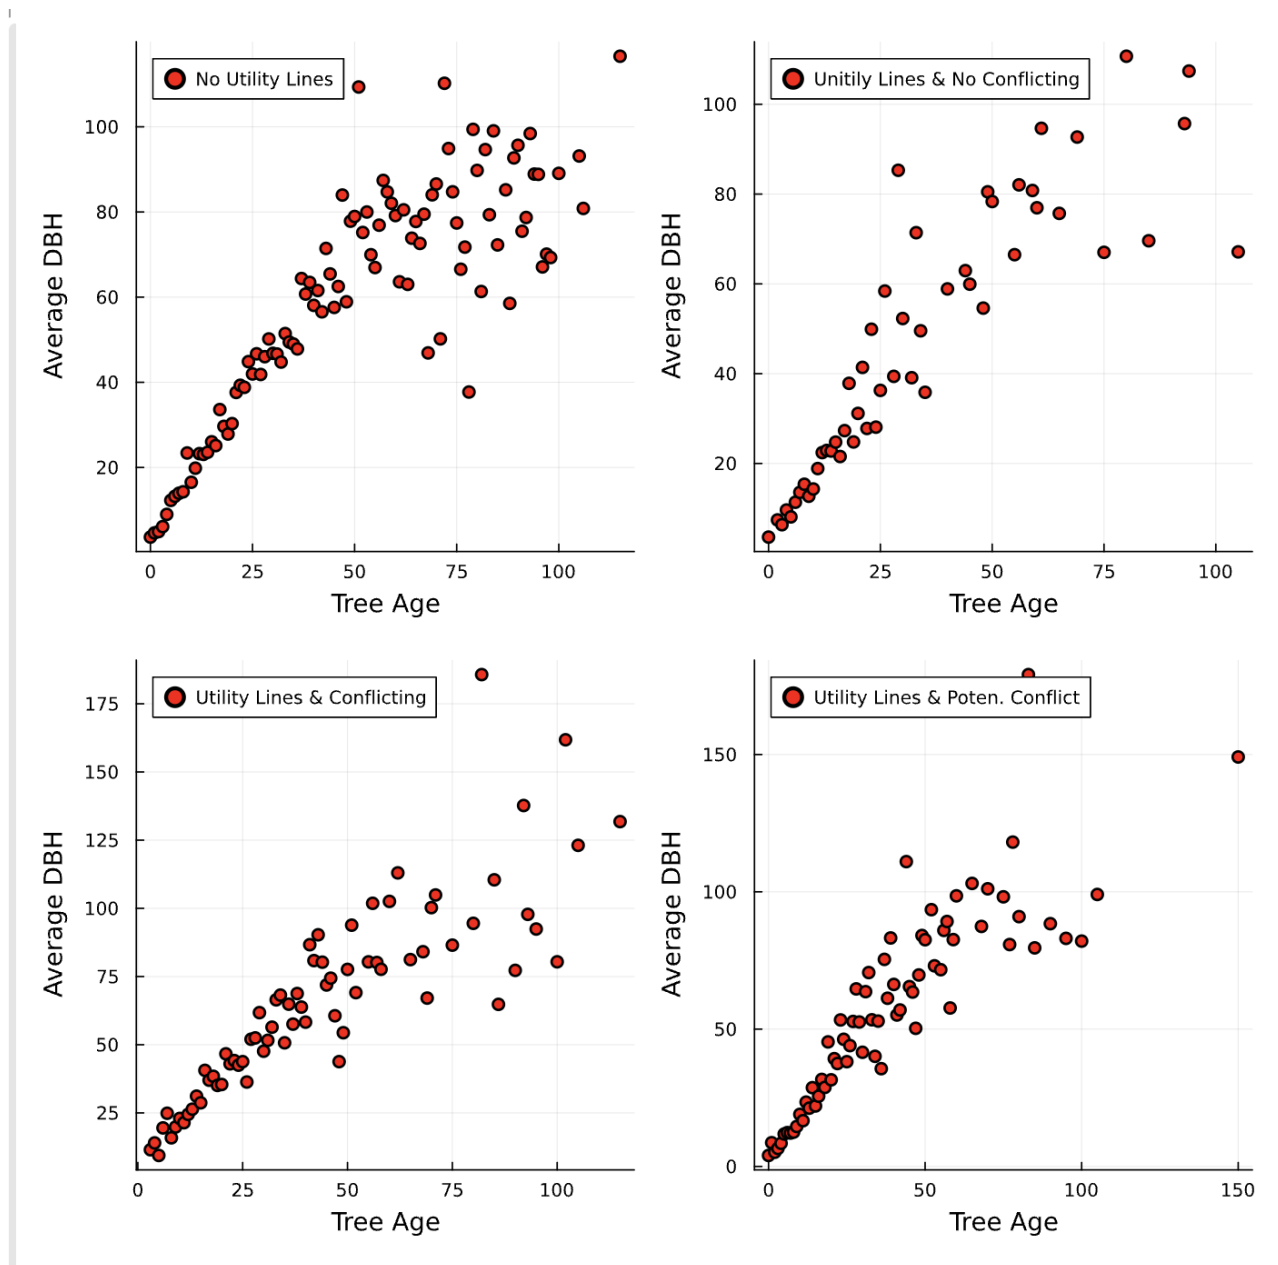 No Utility Lines
100
80
60
40
20
Average DBH
0 25 50 75 100
Tree Age
Unitily Lines & No Conflicting
100
80
60
40
20
Average DBH
0 25 50 75 100
Tree Age
Utility Lines & Conflicting
175
150
125
100
75
50
25
Average DBH
0 25 50 75 100
Tree Age
Utility Lines & Poten. Conflict
150
100
50
0
Average DBH
0 50 100 150
Tree Age